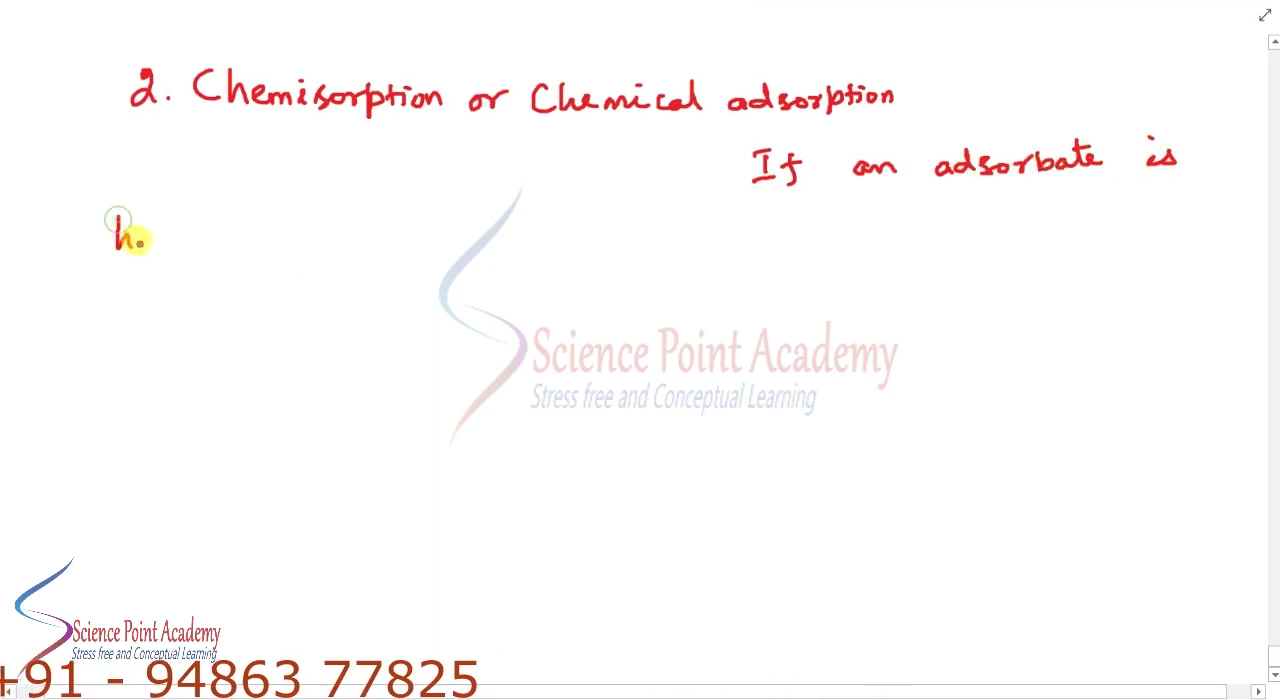 2. Chemisorption or Chemical adsorption
If an adsorbate is
h
Science Point Academy
Stress free and Conceptual Learning
Science Point Academy
Stress free and Conceptual Learning
+91 - 94863 77825